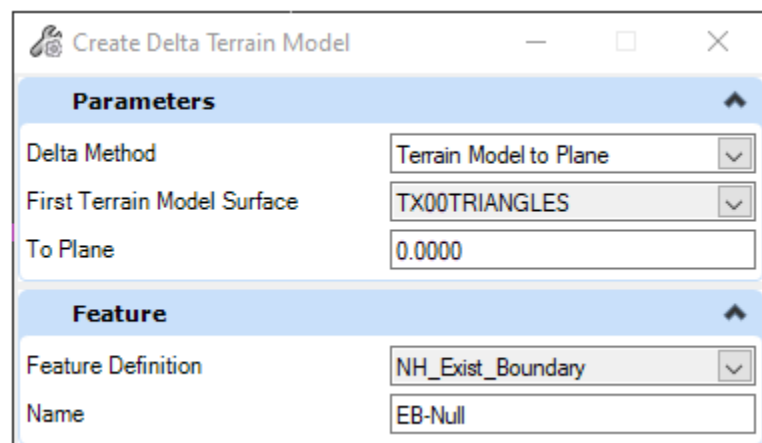 Create Delta Terrain Model
Parameters
Delta Method Terrain Model to Plane
First Terrain Model Surface TX00TRIANGLES
To Plane 0.0000
Feature
Feature Definition NH_Exist_Boundary
Name EB-Null